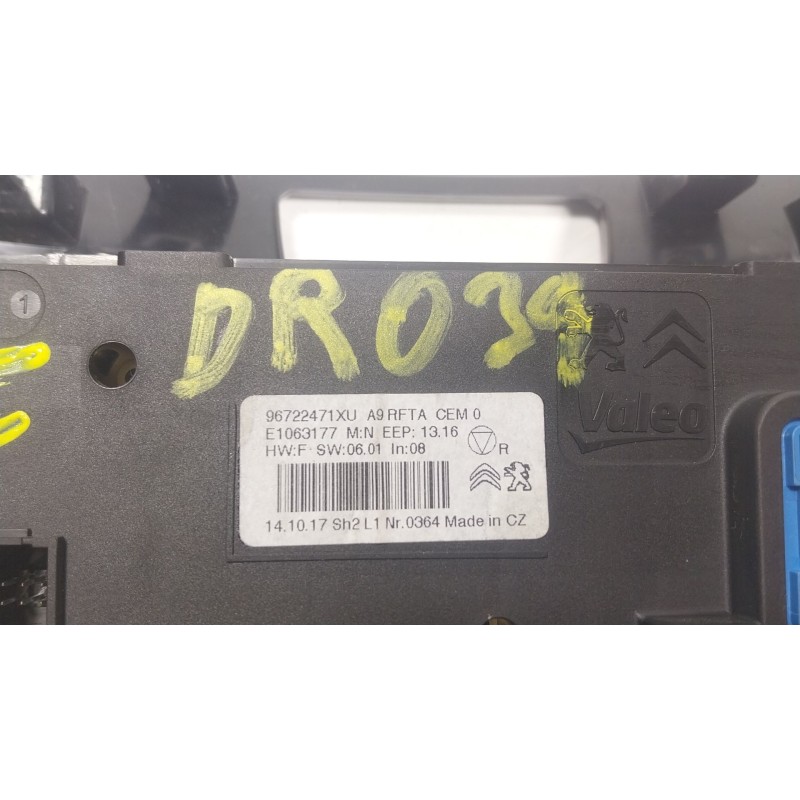 1
DR039
Valeo
96722471XU A9 RFTA CEM 0
E1063177 M:N EEP: 13.16
R
HW:F SW:06.01 In:08
14.10.17 Sh2 L1 Nr.0364 Made in CZ